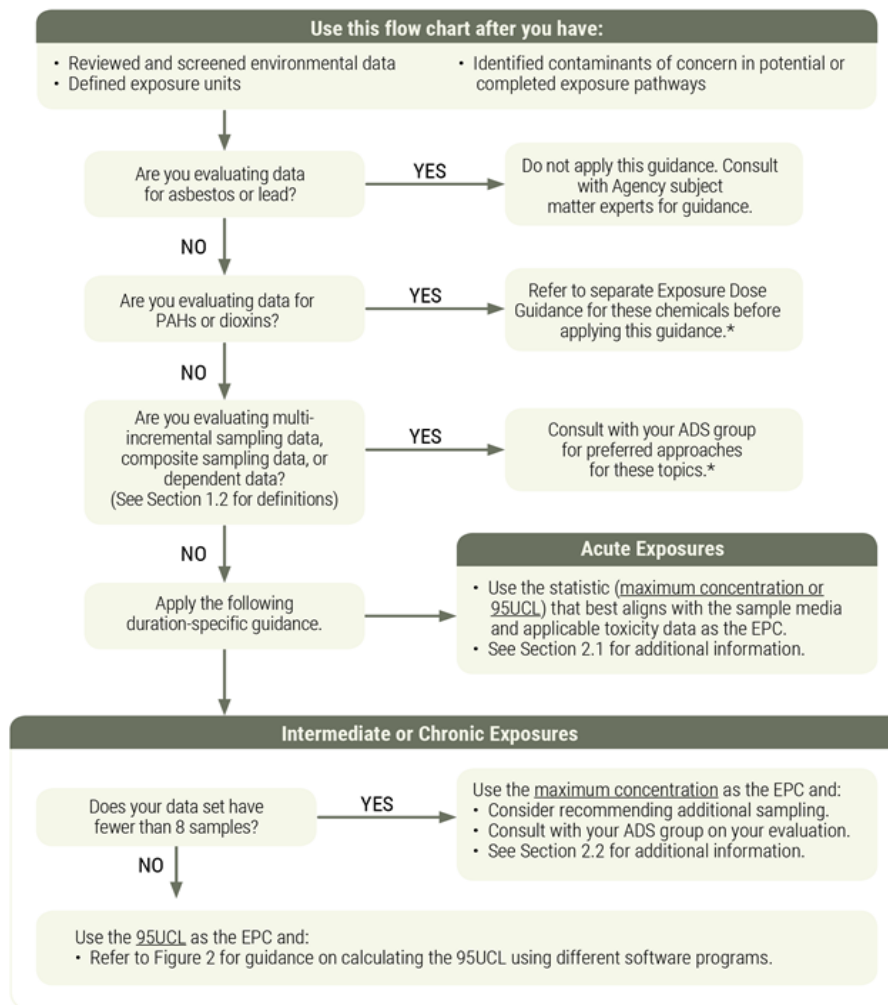 Use this flow chart after you have:
• Reviewed and screened environmental data
• Defined exposure units
• Identified contaminants of concern in potential or
completed exposure pathways
Are you evaluating data
for asbestos or lead?
YES
Do not apply this guidance. Consult
with Agency subject
matter experts for guidance.
NO
Are you evaluating data for
PAHs or dioxins?
YES
Refer to separate Exposure Dose
Guidance for these chemicals before
applying this guidance.*
NO
Are you evaluating multi-
incremental sampling data,
composite sampling data, or
dependent data?
(See Section 1.2 for definitions)
YES
Consult with your ADS group
for preferred approaches
for these topics.*
NO
Apply the following
duration-specific guidance.
Acute Exposures
• Use the statistic (maximum concentration or
95UCL) that best aligns with the sample media
and applicable toxicity data as the EPC.
• See Section 2.1 for additional information.
Intermediate or Chronic Exposures
Does your data set have
fewer than 8 samples?
YES
Use the maximum concentration as the EPC and:
• Consider recommending additional sampling.
• Consult with your ADS group on your evaluation.
• See Section 2.2 for additional information.
NO
Use the 95UCL as the EPC and:
• Refer to Figure 2 for guidance on calculating the 95UCL using different software programs.